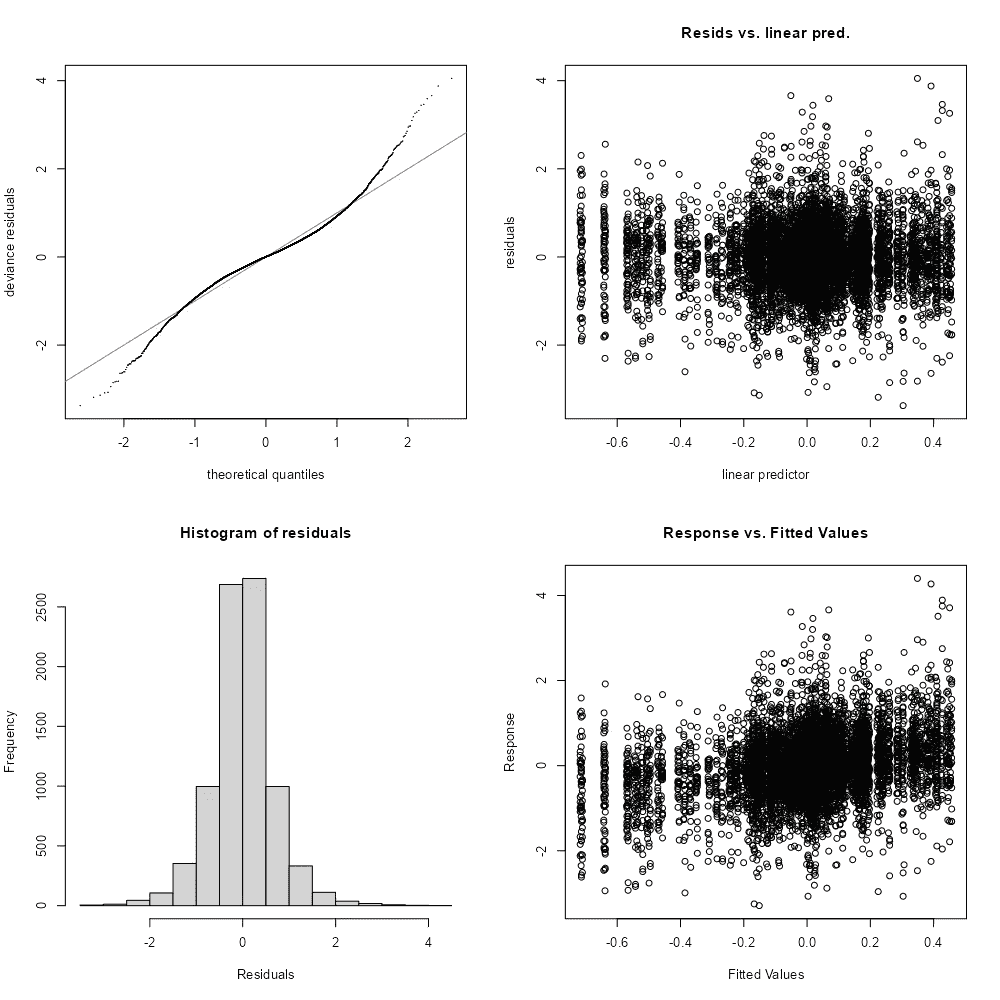 deviance residuals
4
2
0
-2
-2 -1 0 1 2
theoretical quantiles
Resids vs. linear pred.
residuals
4
2
0
-2
-0.6 -0.4 -0.2 0.0 0.2 0.4
linear predictor
Histogram of residuals
Frequency
2500
2000
1500
1000
500
0
-2 0 2 4
Residuals
Response vs. Fitted Values
Response
4
2
0
-2
-0.6 -0.4 -0.2 0.0 0.2 0.4
Fitted Values